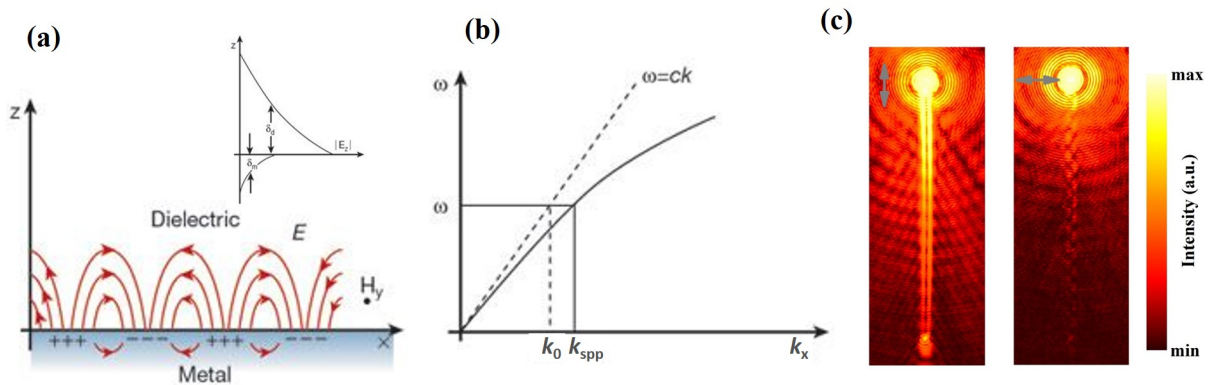 (a)
z
δd
|Ez|
δm
z
Dielectric
E
Hy
+++
---
+++
---
x
Metal
(b)
ω
ω=ck
ω
k0
kspp
kx
(c)
max
Intensity (a.u.)
min